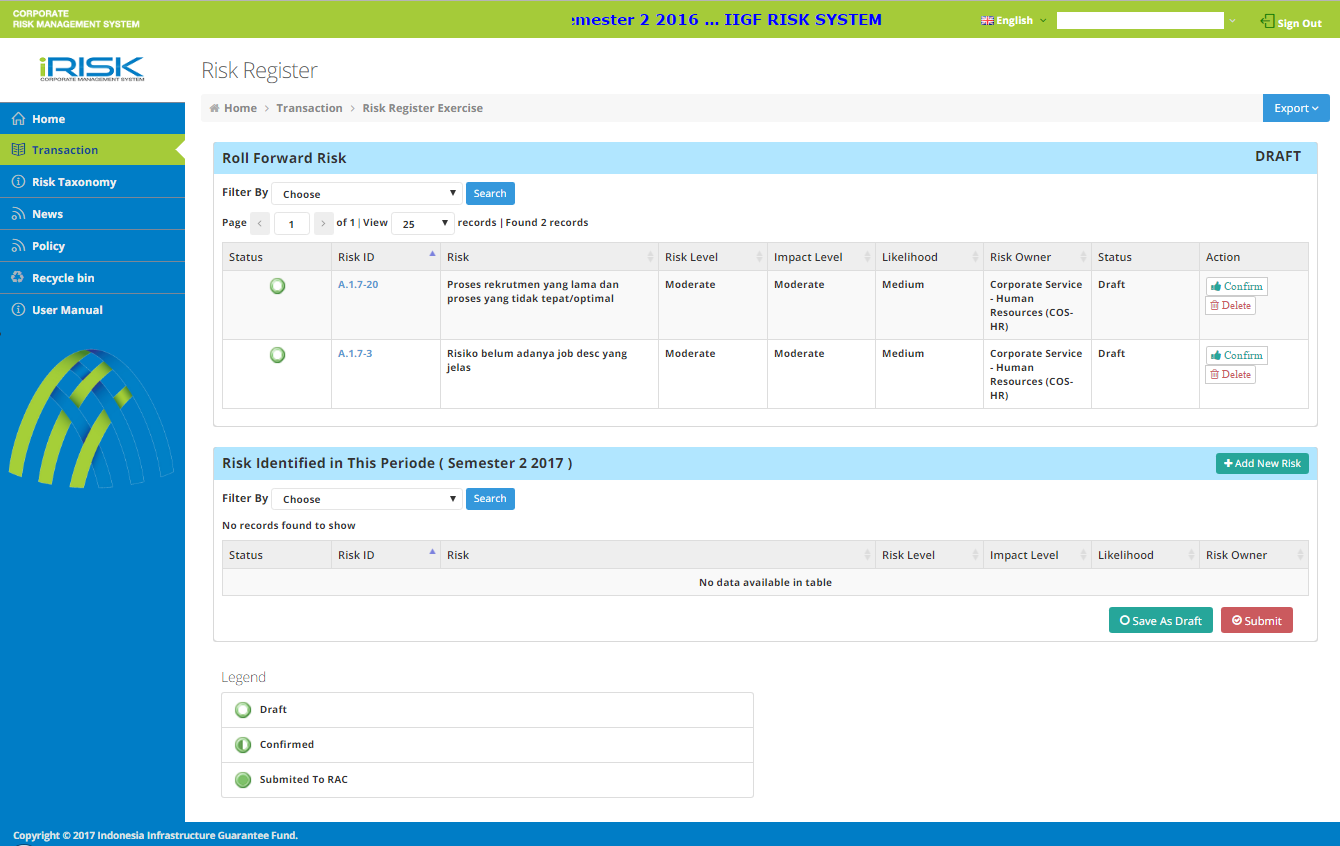 CORPORATE
RISK MANAGEMENT SYSTEM
emester 2 2016 ... IIGF RISK SYSTEM
English
Sign Out
iRISK
CORPORATE MANAGEMENT SYSTEM
Risk Register
Home > Transaction > Risk Register Exercise
Export
Home
Transaction
Risk Taxonomy
News
Policy
Recycle bin
User Manual
Roll Forward Risk
DRAFT
Filter By Choose Search
Page < 1 > of 1 | View 25 records | Found 2 records
Status Risk ID Risk Risk Level Impact Level Likelihood Risk Owner Status Action
A.1.7-20 Proses rekrutmen yang lama dan Moderate Moderate Medium Corporate Service Draft Confirm
proses yang tidak tepat/optimal - Human Delete
Resources (COS-
HR)
A.1.7-3 Risiko belum adanya job desc yang Moderate Moderate Medium Corporate Service Draft Confirm
jelas - Human Delete
Resources (COS-
HR)
Risk Identified in This Periode ( Semester 2 2017 )
+ Add New Risk
Filter By Choose Search
No records found to show
Status Risk ID Risk Risk Level Impact Level Likelihood Risk Owner
No data available in table
Save As Draft Submit
Legend
Draft
Confirmed
Submited To RAC
Copyright © 2017 Indonesia Infrastructure Guarantee Fund.